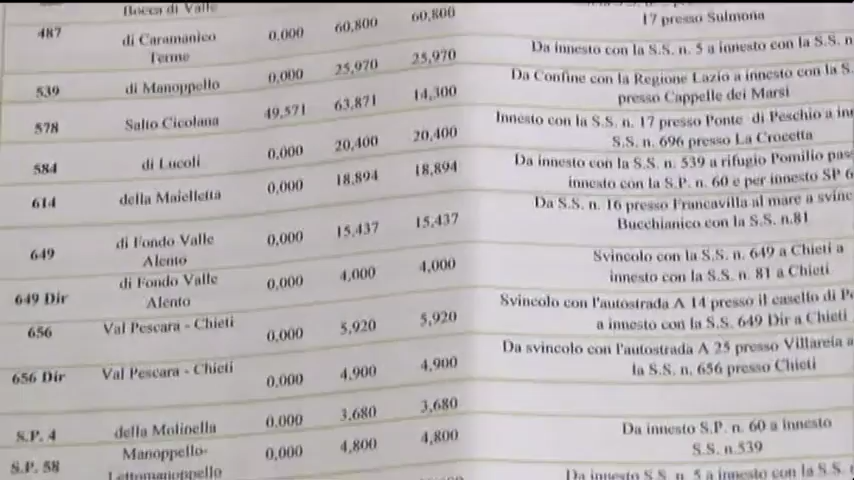 Bocca di Valle
17 presso Sulmona
487 di Caramanico Terme 0,000 60,800 60,800
539 di Manoppello 0,000 25,970 25,970 Da innesto con la S.S. n. 5 a innesto con la S.S. n.
578 Salto Cicolana 49,571 63,871 14,300 Da Confine con la Regione Lazio a innesto con la S.
presso Cappelle dei Marsi
584 di Lucoli 0,000 20,400 20,400 Innesto con la S.S. n. 17 presso Ponte di Peschio a
S.S. n. 696 presso La Crocetta
614 della Maielletta 0,000 18,894 18,894 Da innesto con la S.S. n. 539 a rifugio Pomilio
innesto con la S.P. n. 60 e per innesto SP 6
649 di Fondo Valle 0,000 15,437 15,437 Da S.S. n. 16 presso Francavilla al mare a
Alento Bucchianico con la S.S. n.81
649 Dir di Fondo Valle 0,000 4,000 4,000 Svincolo con la S.S. n. 649 a Chieti a
Alento innesto con la S.S. n. 81 a Chieti
656 Val Pescara - Chieti 0,000 5,920 5,920 Svincolo con l'autostrada A 14 presso il casello di
a innesto con la S.S. 649 Dir a Chieti
656 Dir Val Pescara - Chieti 0,000 4,900 4,900 Da svincolo con l'autostrada A 25 presso Villareia a
la S.S. n. 656 presso Chieti
S.P. 4 della Molinella 0,000 3,680 3,680
S.P. 58 Manoppello- 0,000 4,800 4,800 Da innesto S.P. n. 60 a innesto
Lettomanoppello S.S. n.539
Da innesto S.S. n. 5 a innesto con la S.S.